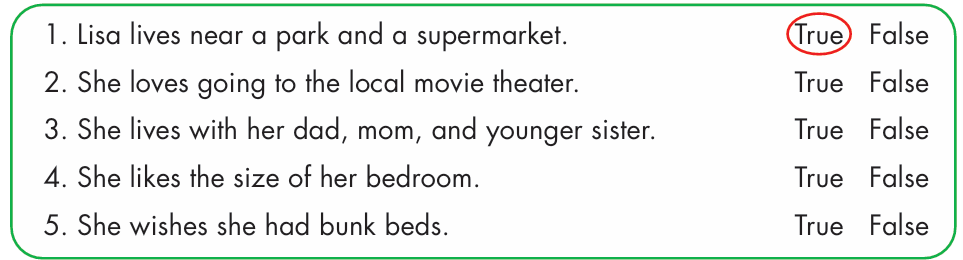 1. Lisa lives near a park and a supermarket. True False
2. She loves going to the local movie theater. True False
3. She lives with her dad, mom, and younger sister. True False
4. She likes the size of her bedroom. True False
5. She wishes she had bunk beds. True False